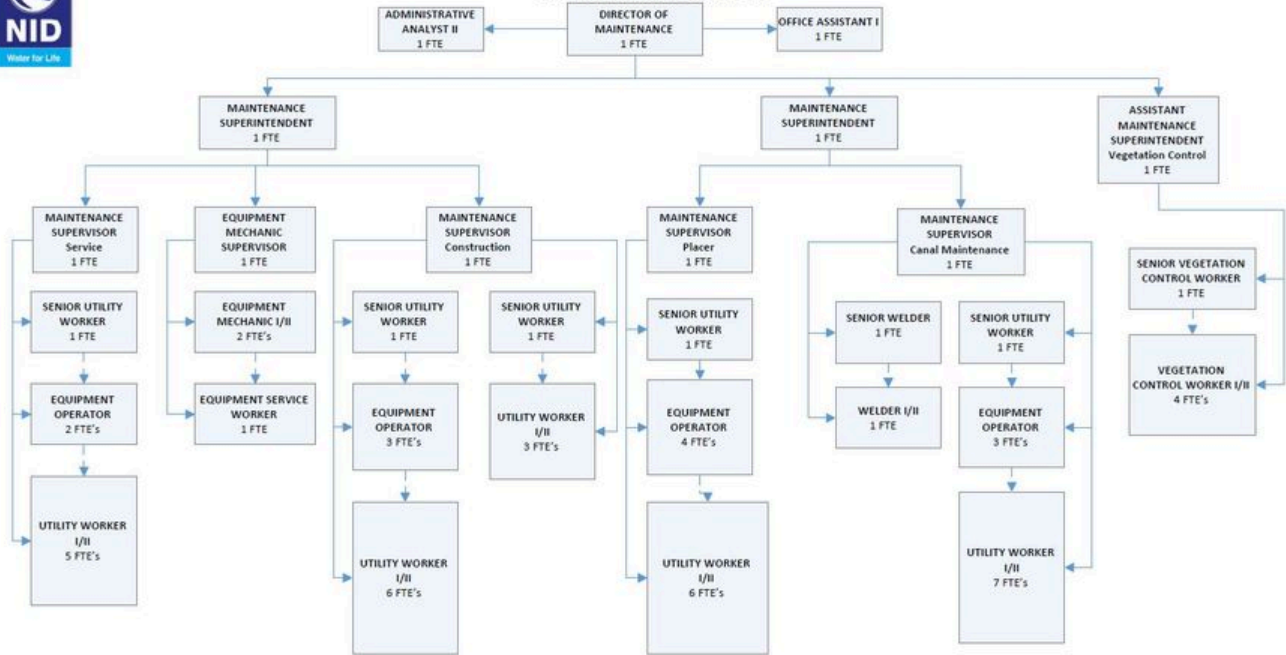 NID
Water for Life
ADMINISTRATIVE
ANALYST II
1 FTE
DIRECTOR OF
MAINTENANCE
1 FTE
OFFICE ASSISTANT I
1 FTE
MAINTENANCE
SUPERINTENDENT
1 FTE
MAINTENANCE
SUPERINTENDENT
1 FTE
ASSISTANT
MAINTENANCE
SUPERINTENDENT
Vegetation Control
1 FTE
MAINTENANCE
SUPERVISOR
Service
1 FTE
EQUIPMENT
MECHANIC
SUPERVISOR
1 FTE
MAINTENANCE
SUPERVISOR
Construction
1 FTE
MAINTENANCE
SUPERVISOR
Placer
1 FTE
MAINTENANCE
SUPERVISOR
Canal Maintenance
1 FTE
SENIOR VEGETATION
CONTROL WORKER
1 FTE
SENIOR UTILITY
WORKER
1 FTE
EQUIPMENT
MECHANIC I/II
2 FTE's
SENIOR UTILITY
WORKER
1 FTE
SENIOR UTILITY
WORKER
1 FTE
SENIOR UTILITY
WORKER
1 FTE
SENIOR WELDER
1 FTE
SENIOR UTILITY
WORKER
1 FTE
VEGETATION
CONTROL WORKER I/II
4 FTE's
EQUIPMENT
OPERATOR
2 FTE's
EQUIPMENT SERVICE
WORKER
1 FTE
EQUIPMENT
OPERATOR
3 FTE's
UTILITY WORKER
I/II
3 FTE's
EQUIPMENT
OPERATOR
4 FTE's
WELDER I/II
1 FTE
EQUIPMENT
OPERATOR
3 FTE's
UTILITY WORKER
I/II
5 FTE's
UTILITY WORKER
I/II
6 FTE's
UTILITY WORKER
I/II
6 FTE's
UTILITY WORKER
I/II
7 FTE's